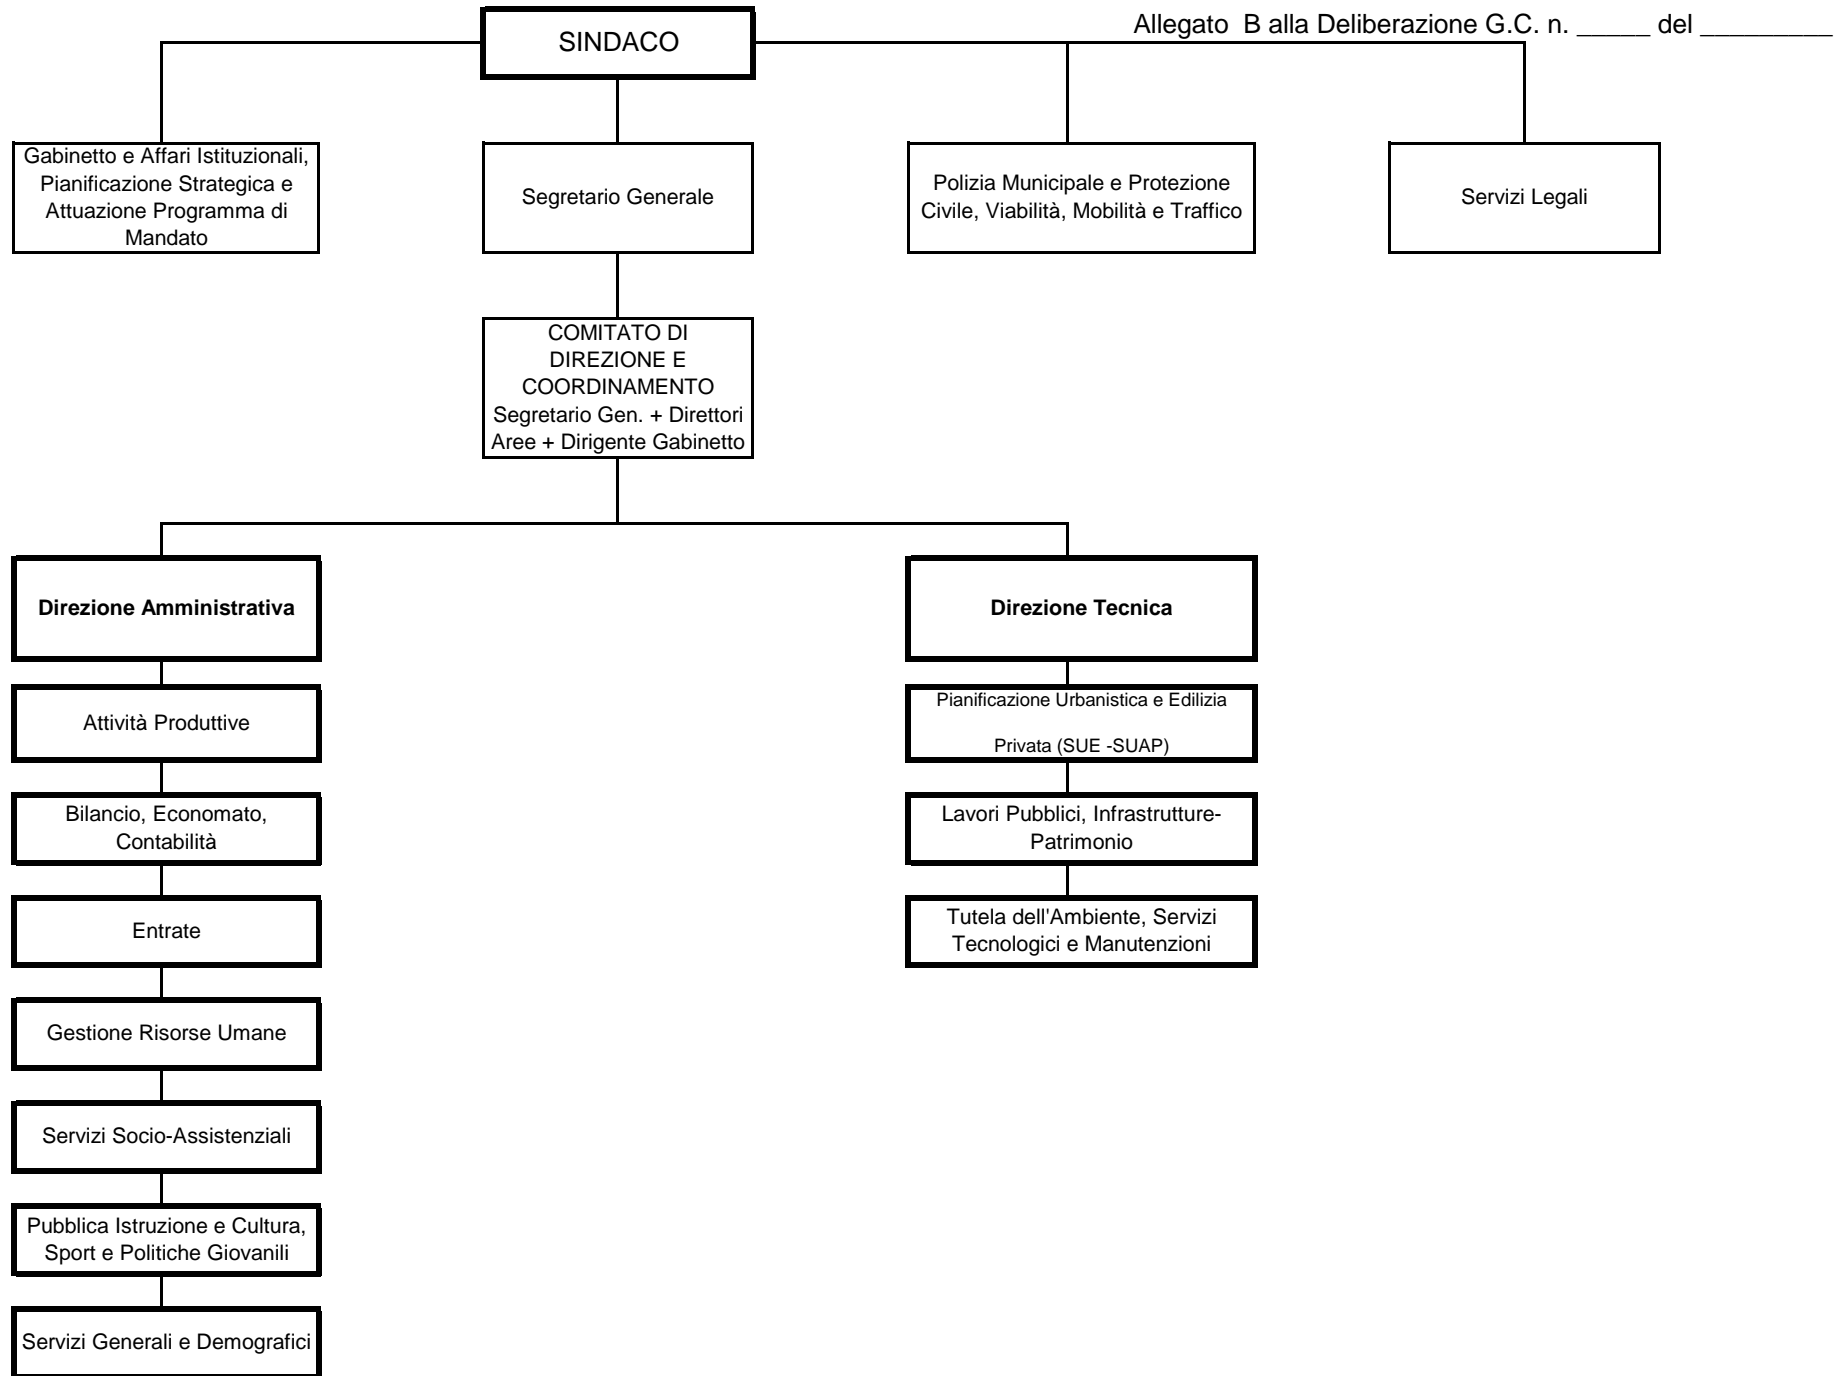 Allegato  B alla Deliberazione G.C. n. _____ del _________
SINDACO
Gabinetto e Affari Istituzionali,
Pianificazione Strategica e
Attuazione Programma di
Mandato
Segretario Generale
Polizia Municipale e Protezione
Civile, Viabilità, Mobilità e Traffico
Servizi Legali
COMITATO DI
DIREZIONE E
COORDINAMENTO
Segretario Gen. + Direttori
Aree + Dirigente Gabinetto
Direzione Amministrativa
Direzione Tecnica
Attività Produttive
Pianificazione Urbanistica e Edilizia
Privata (SUE -SUAP)
Bilancio, Economato,
Contabilità
Lavori Pubblici, Infrastrutture-
Patrimonio
Entrate
Tutela dell'Ambiente, Servizi
Tecnologici e Manutenzioni
Gestione Risorse Umane
Servizi Socio-Assistenziali
Pubblica Istruzione e Cultura,
Sport e Politiche Giovanili
Servizi Generali e Demografici